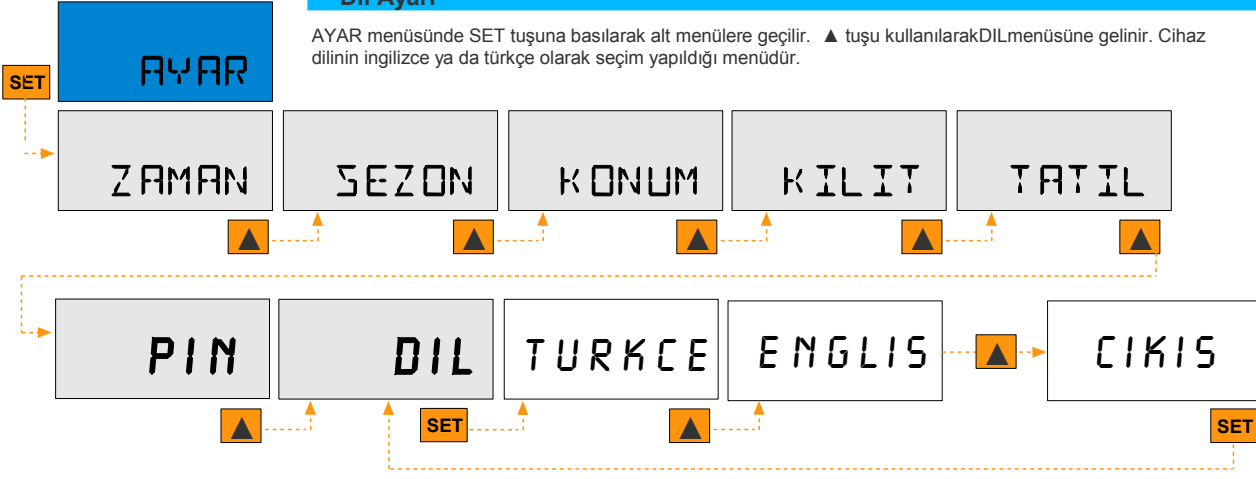 Dil Ayarı
AYAR menüsünde SET tuşuna basılarak alt menülere geçilir. ▲ tuşu kullanılarakDILmenüsüne gelinir. Cihaz
dilinin ingilizce ya da türkçe olarak seçim yapıldığı menüdür.
AYAR
SET
ZAMAN SEZON KONUM KILIT TATIL
▲ ▲ ▲ ▲ ▲
PIN DIL TURKCE ENGLIS ▲ CIKIS
▲ SET ▲ SET